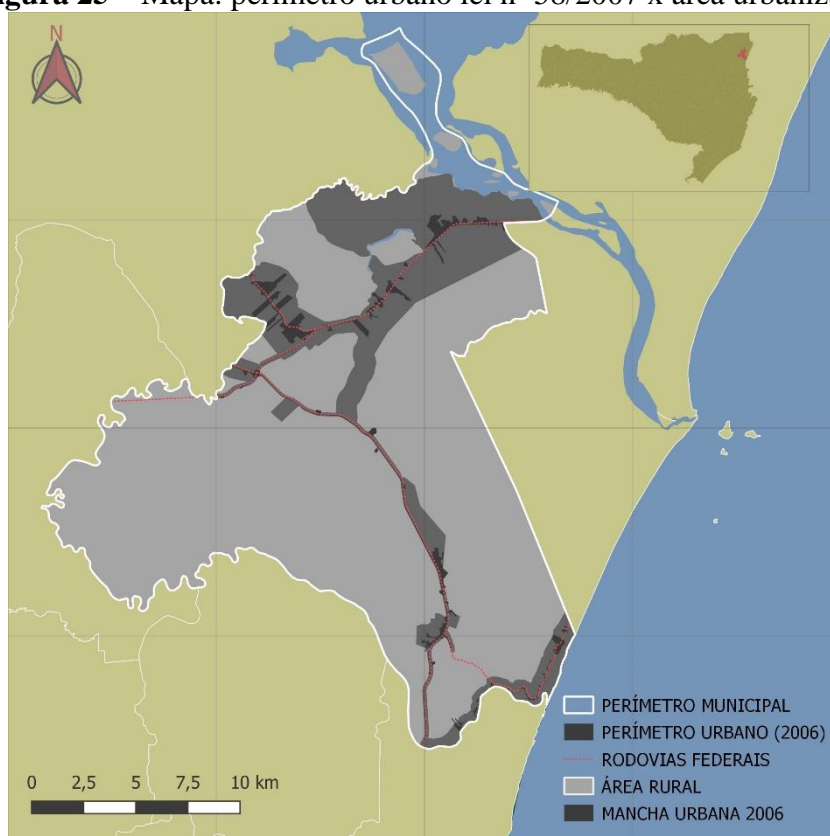 Mapa: perímetro urbano lei nº 38/2007 x área
N
PERÍMETRO MUNICIPAL
PERÍMETRO URBANO (2006)
RODOVIAS FEDERAIS
ÁREA RURAL
MANCHA URBANA 2006
0 2,5 5 7,5 10 km